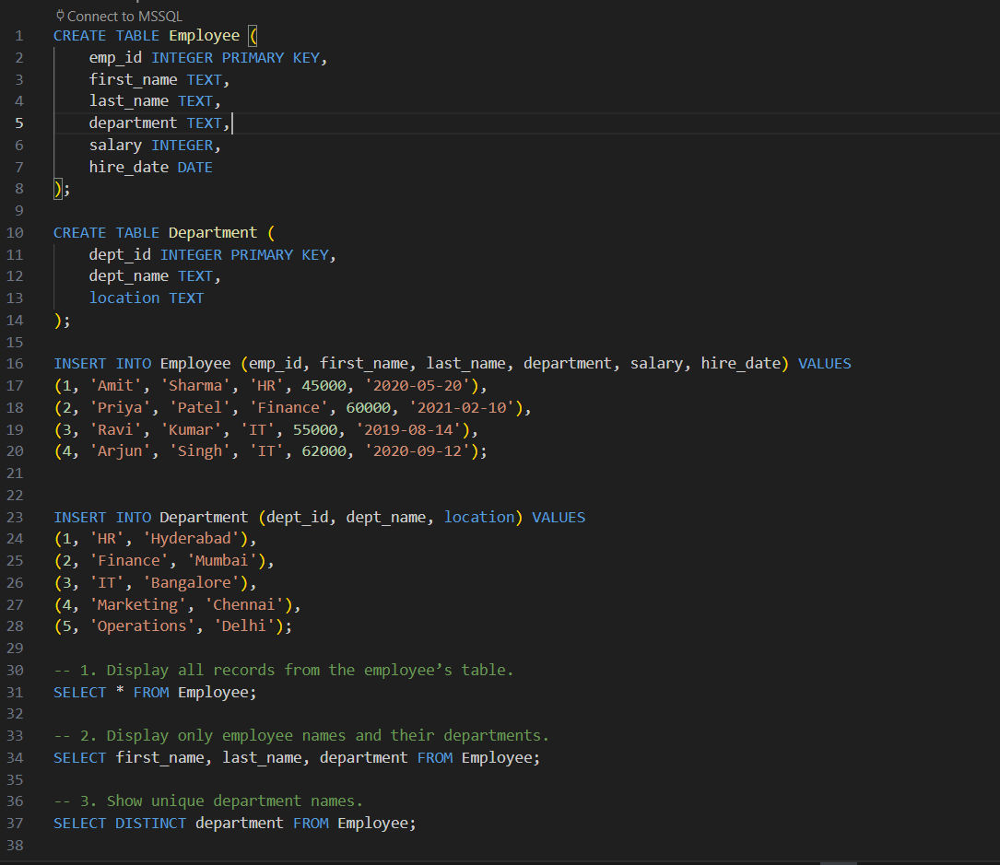 Connect to MSSQL
1 CREATE TABLE Employee (
2     emp_id INTEGER PRIMARY KEY,
3     first_name TEXT,
4     last_name TEXT,
5     department TEXT,
6     salary INTEGER,
7     hire_date DATE
8 );
9
10 CREATE TABLE Department (
11     dept_id INTEGER PRIMARY KEY,
12     dept_name TEXT,
13     location TEXT
14 );
15
16 INSERT INTO Employee (emp_id, first_name, last_name, department, salary, hire_date) VALUES
17 (1, 'Amit', 'Sharma', 'HR', 45000, '2020-05-20'),
18 (2, 'Priya', 'Patel', 'Finance', 60000, '2021-02-10'),
19 (3, 'Ravi', 'Kumar', 'IT', 55000, '2019-08-14'),
20 (4, 'Arjun', 'Singh', 'IT', 62000, '2020-09-12');
21
22
23 INSERT INTO Department (dept_id, dept_name, location) VALUES
24 (1, 'HR', 'Hyderabad'),
25 (2, 'Finance', 'Mumbai'),
26 (3, 'IT', 'Bangalore'),
27 (4, 'Marketing', 'Chennai'),
28 (5, 'Operations', 'Delhi');
29
30 -- 1. Display all records from the employee’s table.
31 SELECT * FROM Employee;
32
33 -- 2. Display only employee names and their departments.
34 SELECT first_name, last_name, department FROM Employee;
35
36 -- 3. Show unique department names.
37 SELECT DISTINCT department FROM Employee;
38